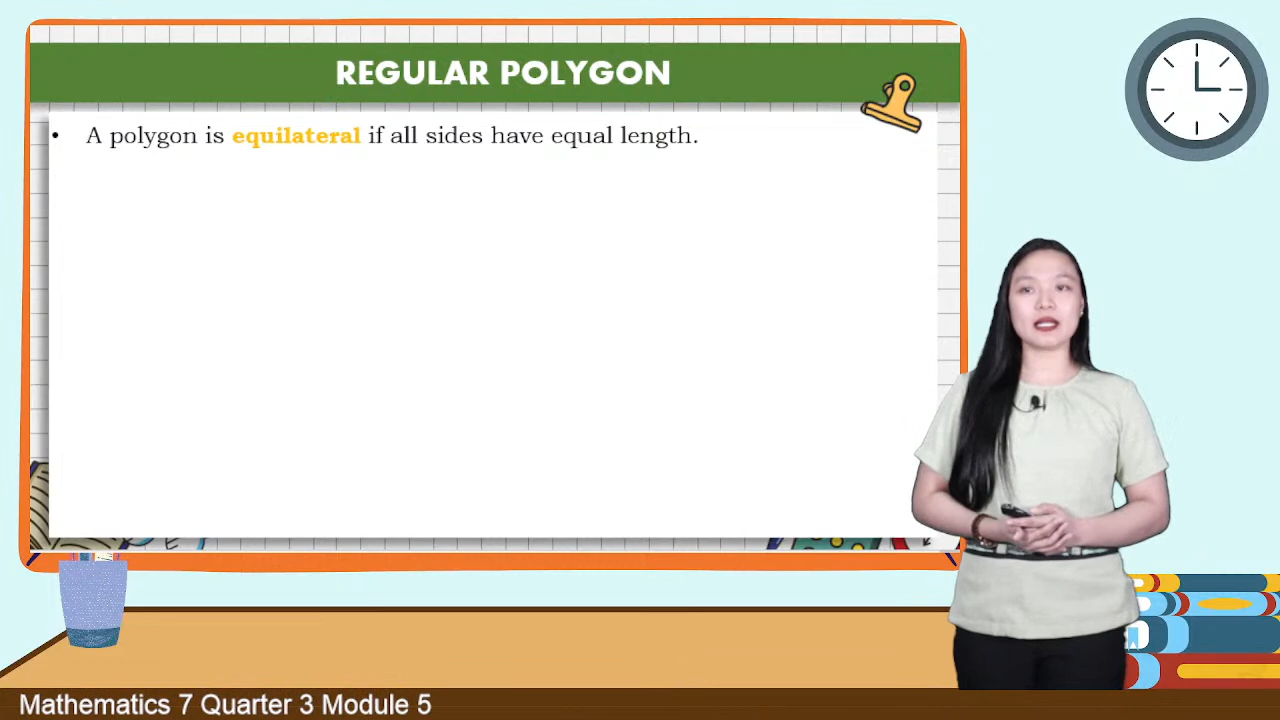 REGULAR POLYGON
• A polygon is equilateral if all sides have equal length.
Mathematics 7 Quarter 3 Module 5